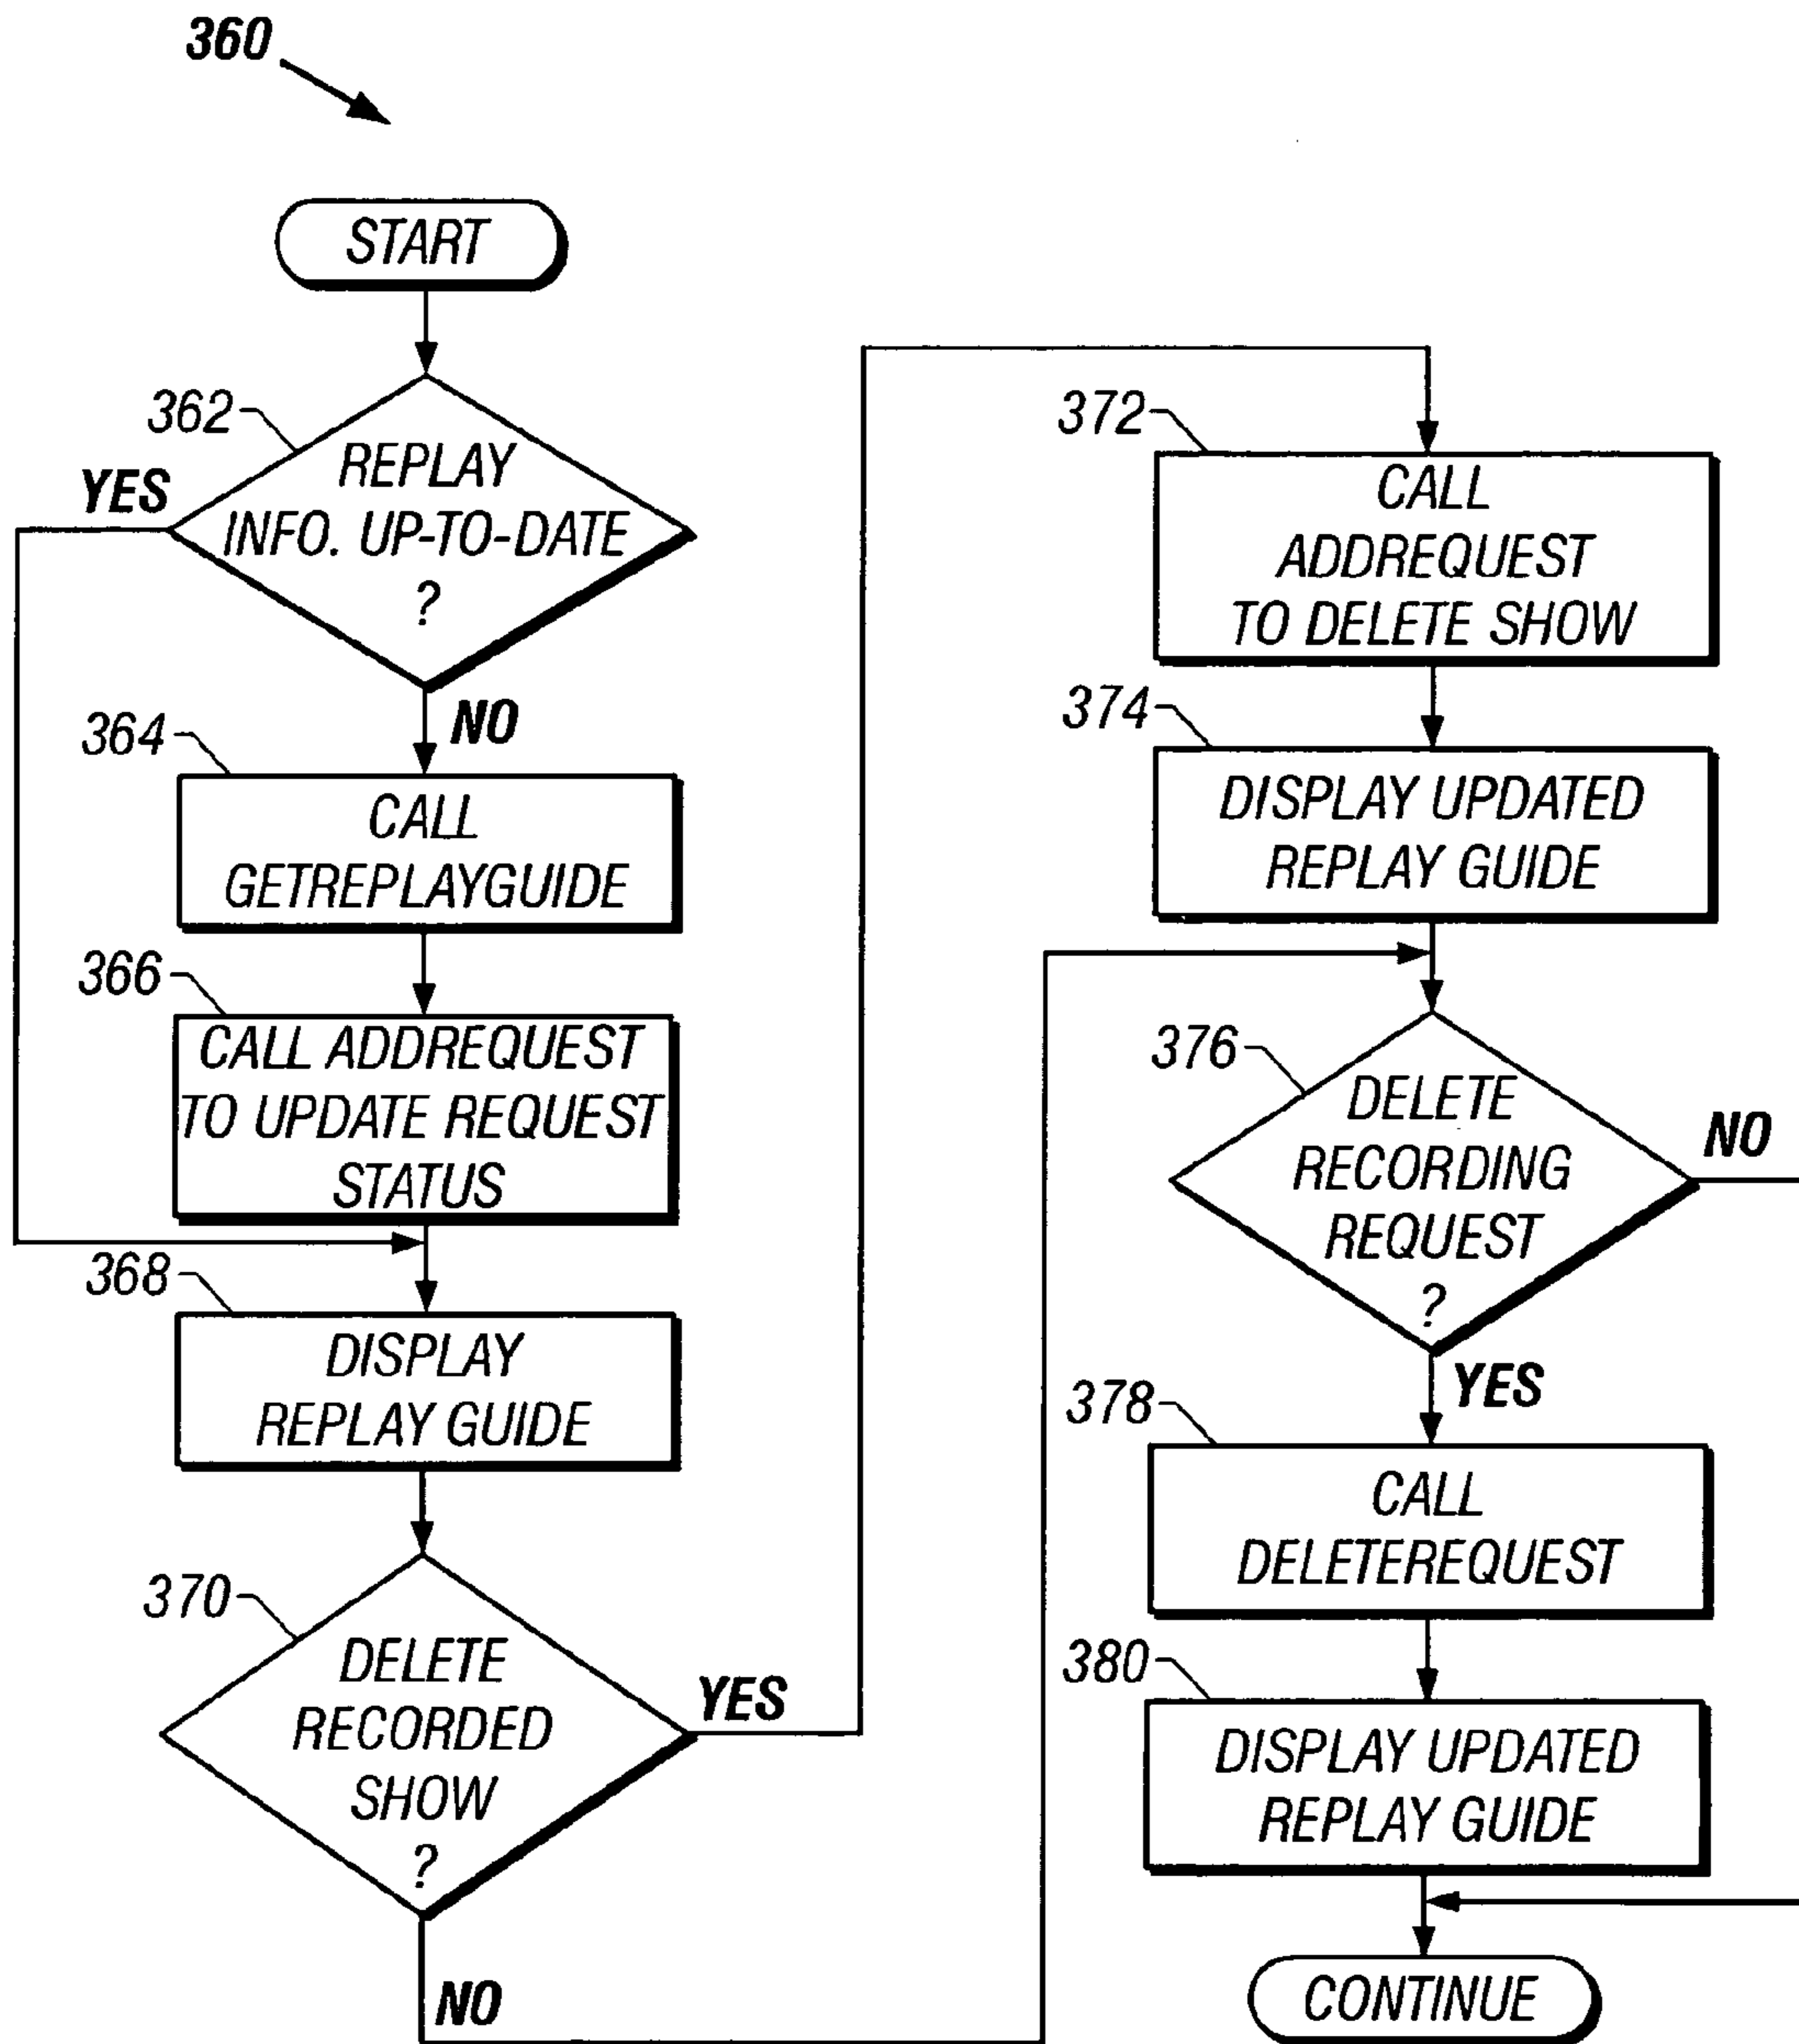 360
START
362
YES
REPLAY
INFO. UP-TO-DATE
?
NO
364
CALL
GETREPLAYGUIDE
366
CALL ADDREQUEST
TO UPDATE REQUEST
STATUS
368
DISPLAY
REPLAY GUIDE
370
DELETE
RECORDED
SHOW
?
YES
NO
372
CALL
ADDREQUEST
TO DELETE SHOW
374
DISPLAY UPDATED
REPLAY GUIDE
376
DELETE
RECORDING
REQUEST
?
NO
YES
378
CALL
DELETEREQUEST
380
DISPLAY UPDATED
REPLAY GUIDE
CONTINUE